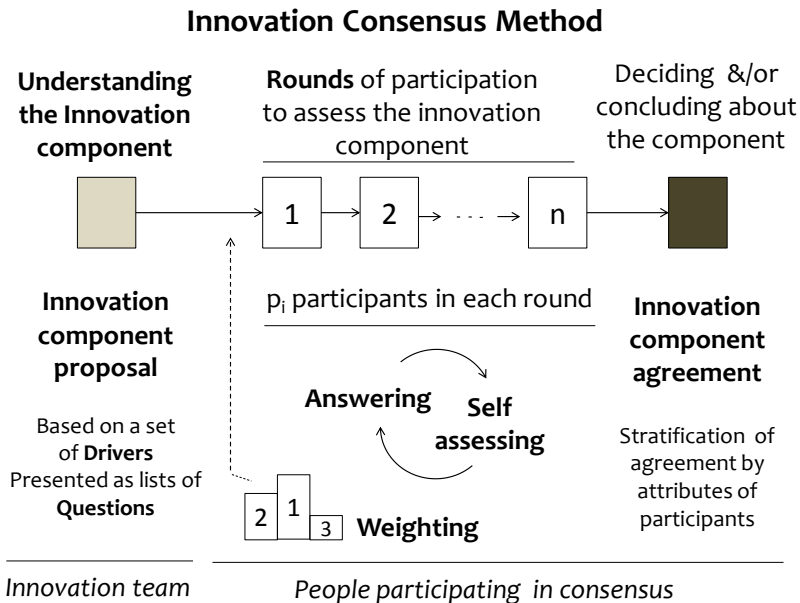 Innovation Consensus Method
Understanding
the Innovation
component
Rounds of participation
to assess the innovation
component
Deciding &/or
concluding about
the component
1
2
n
Innovation
component
proposal
Based on a set
of Drivers
Presented as lists of
Questions
pi participants in each round
Answering
Self
assessing
2
1
3
Weighting
Innovation
component
agreement
Stratification of
agreement by
attributes of
participants
Innovation team
People participating in consensus